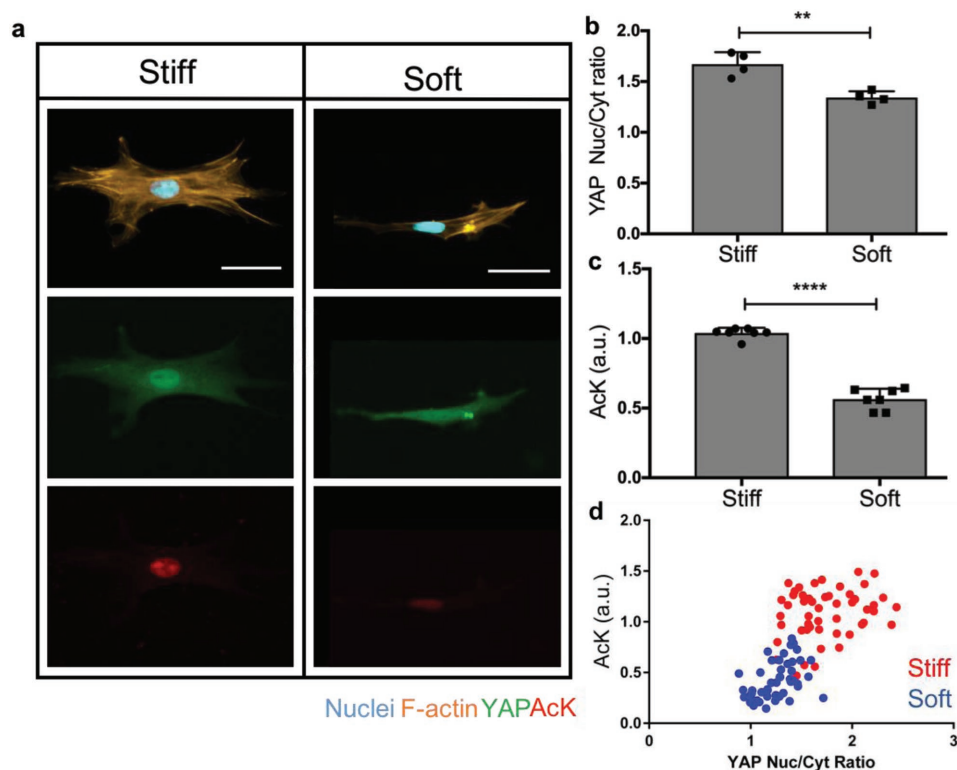 a
Stiff Soft
Nuclei F-actin YAP AcK
b
**
YAP Nuc/Cyt ratio
2.0
1.5
1.0
0.5
0.0
Stiff Soft
c
****
AcK (a.u.)
1.5
1.0
0.5
0.0
Stiff Soft
d
AcK (a.u.)
2.0
1.5
1.0
0.5
0.0
Stiff
Soft
0 1 2 3
YAP Nuc/Cyt Ratio